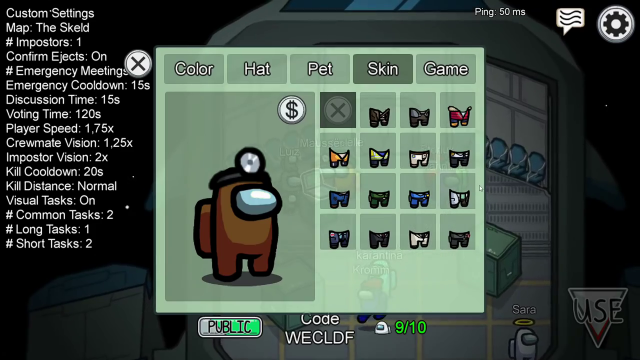 Custom Settings
Map: The Skeld
# Impostors: 1
Confirm Ejects: On
# Emergency Meetings
Emergency Cooldown: 15s
Discussion Time: 15s
Voting Time: 120s
Player Speed: 1,75x
Crewmate Vision: 1,25x
Impostor Vision: 2x
Kill Cooldown: 20s
Kill Distance: Normal
Visual Tasks: On
# Common Tasks: 2
# Long Tasks: 1
# Short Tasks: 2
Ping: 50 ms
Color Hat Pet Skin Game
$
karantina
Sara
USE
PUBLIC
Code
WECLDF
9/10